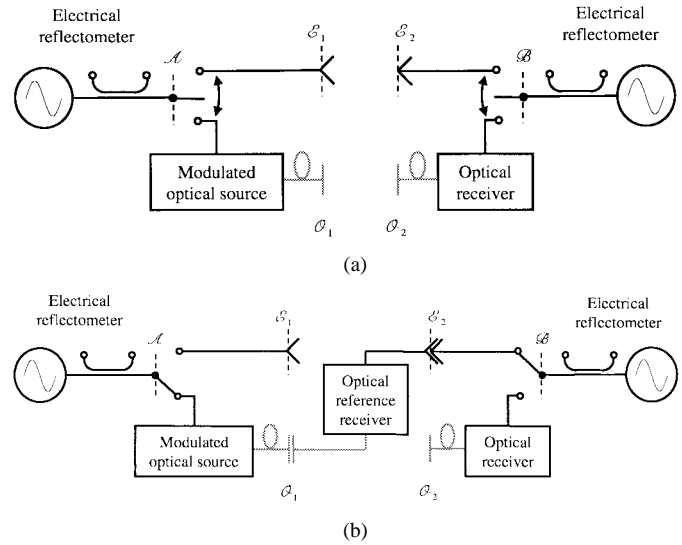 Electrical
reflectometer
Electrical
reflectometer
𝒜
ℰ₁
ℰ₂
ℬ
Modulated
optical source
Optical
receiver
𝒪₁
𝒪₂
(a)
Electrical
reflectometer
Electrical
reflectometer
𝒜
ℰ₁
ℰ₂
ℬ
Optical
reference
receiver
Modulated
optical source
Optical
receiver
𝒪₁
𝒪₂
(b)